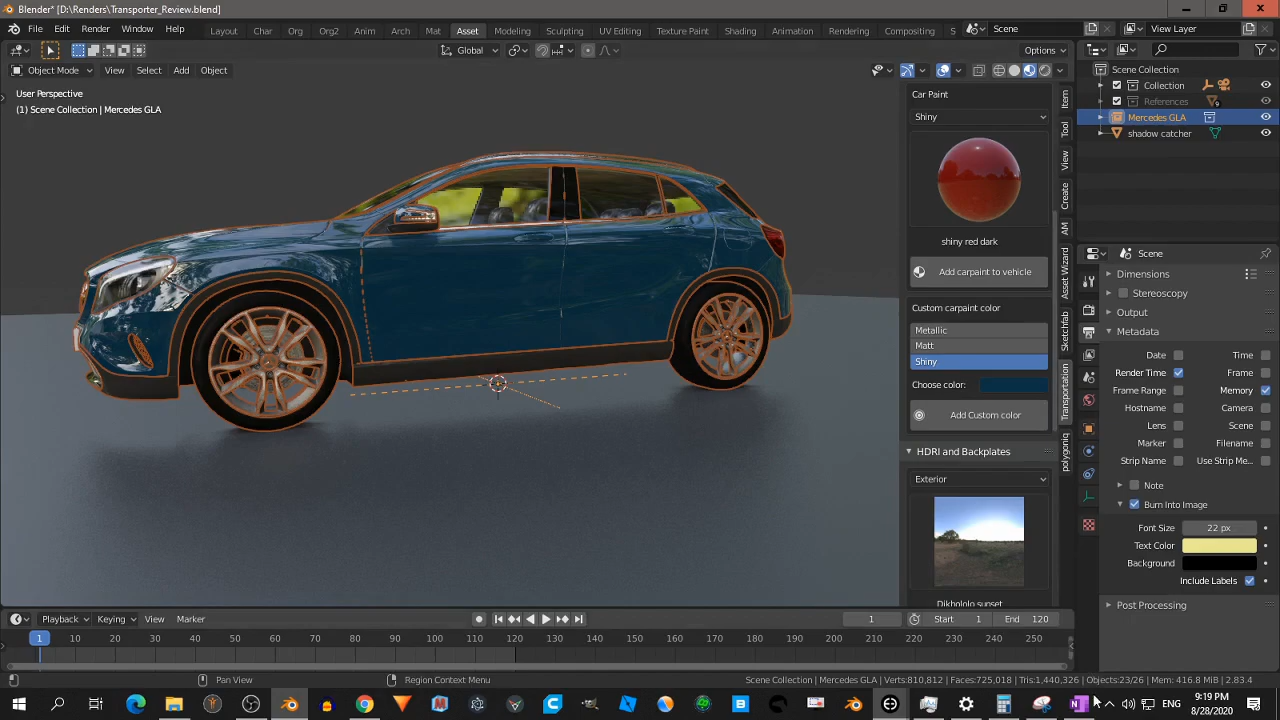 Blender* [D:\Renders\Transporter_Review.blend]
File Edit Render Window Help Layout Char Org Org2 Anim Arch Mat Asset Modeling Sculpting UV Editing Texture Paint Shading Animation Rendering Compositing S Scene View Layer
Global Options
Object Mode View Select Add Object
User Perspective
(1) Scene Collection | Mercedes GLA
Car Paint
Shiny
shiny red dark
Add carpaint to vehicle
Custom carpaint color
Metallic
Matt
Shiny
Choose color:
Add Custom color
HDRI and Backplates
Exterior
Dikhololo sunset
Item
Tool
View
Create
AM
Asset Wizard
Sketchfab
Transportation
polygoniq
Scene Collection
Collection
References
9
Mercedes GLA
shadow catcher
Scene
Dimensions
Stereoscopy
Output
Metadata
Date Time
Render Time Frame
Frame Range Memory
Hostname Camera
Lens Scene
Marker Filename
Strip Name Use Strip Me...
Note
Burn Into Image
Font Size 22 px
Text Color
Background
Include Labels
Post Processing
Playback Keying View Marker 1 Start 1 End 120
1 10 20 30 40 50 60 70 80 90 100 110 120 130 140 150 160 170 180 190 200 210 220 230 240 250
Pan View Region Context Menu Scene Collection | Mercedes GLA | Verts:810,812 | Faces:725,018 | Tris:1,440,326 | Objects:23/26 | Mem: 416.8 MiB | 2.83.4
9:19 PM
8/28/2020